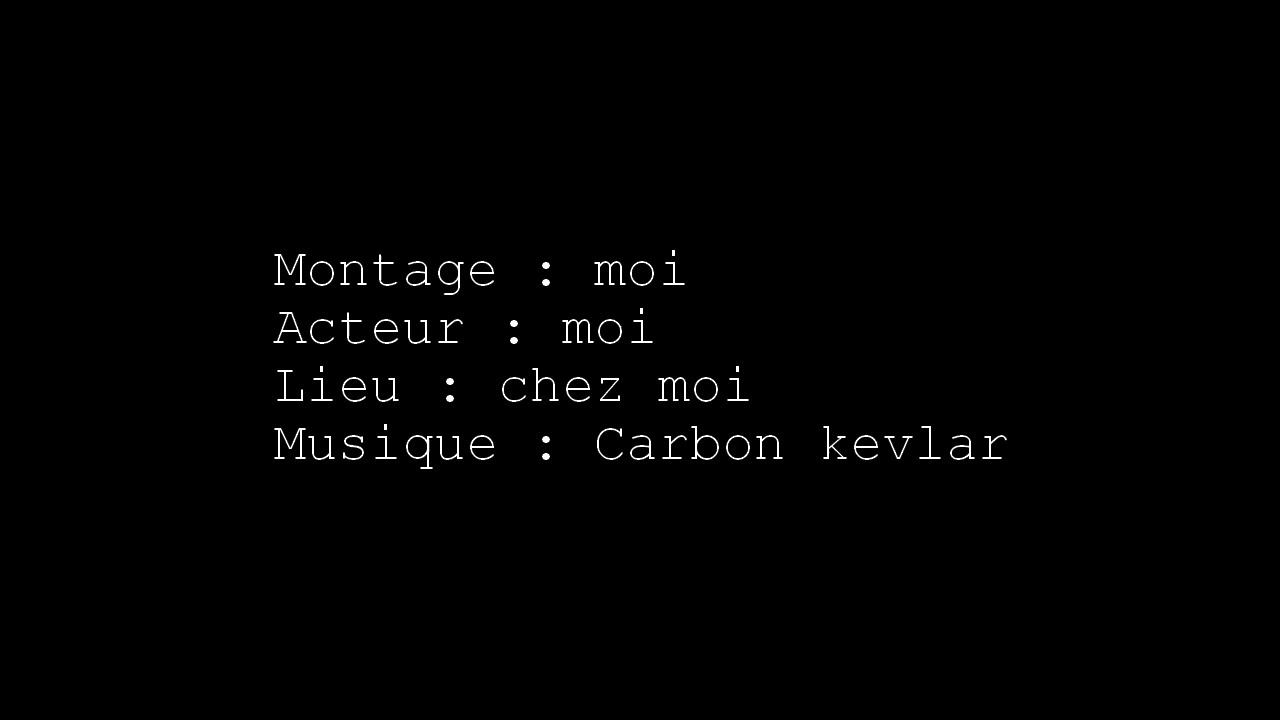 Montage : moi
Acteur : moi
Lieu : chez moi
Musique : Carbon kevlar